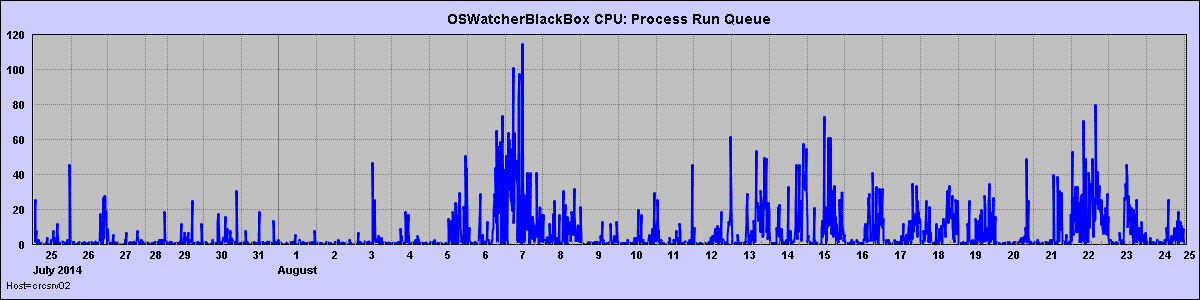 OSWatcherBlackBox CPU: Process Run Queue
120
100
80
60
40
20
0
25 26 27 28 29 30 31 1 2 3 4 5 6 7 8 9 10 11 12 13 14 15 16 17 18 19 20 21 22 23 24 25
July 2014 August
Host=crcsrv02